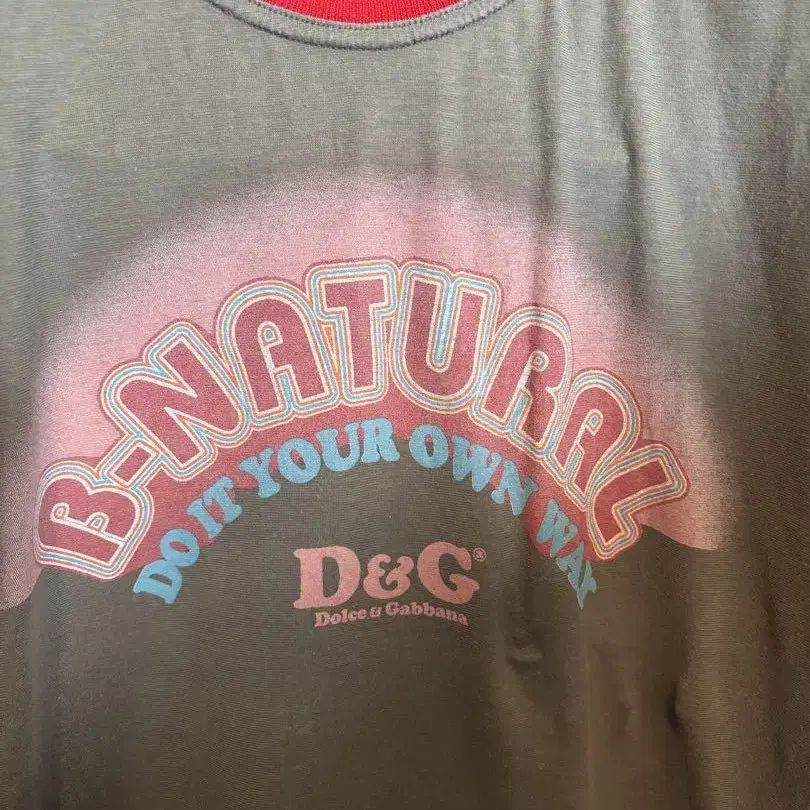 B-NATURAL
DO IT YOUR OWN WAY
D&G®
Dolce & Gabbana